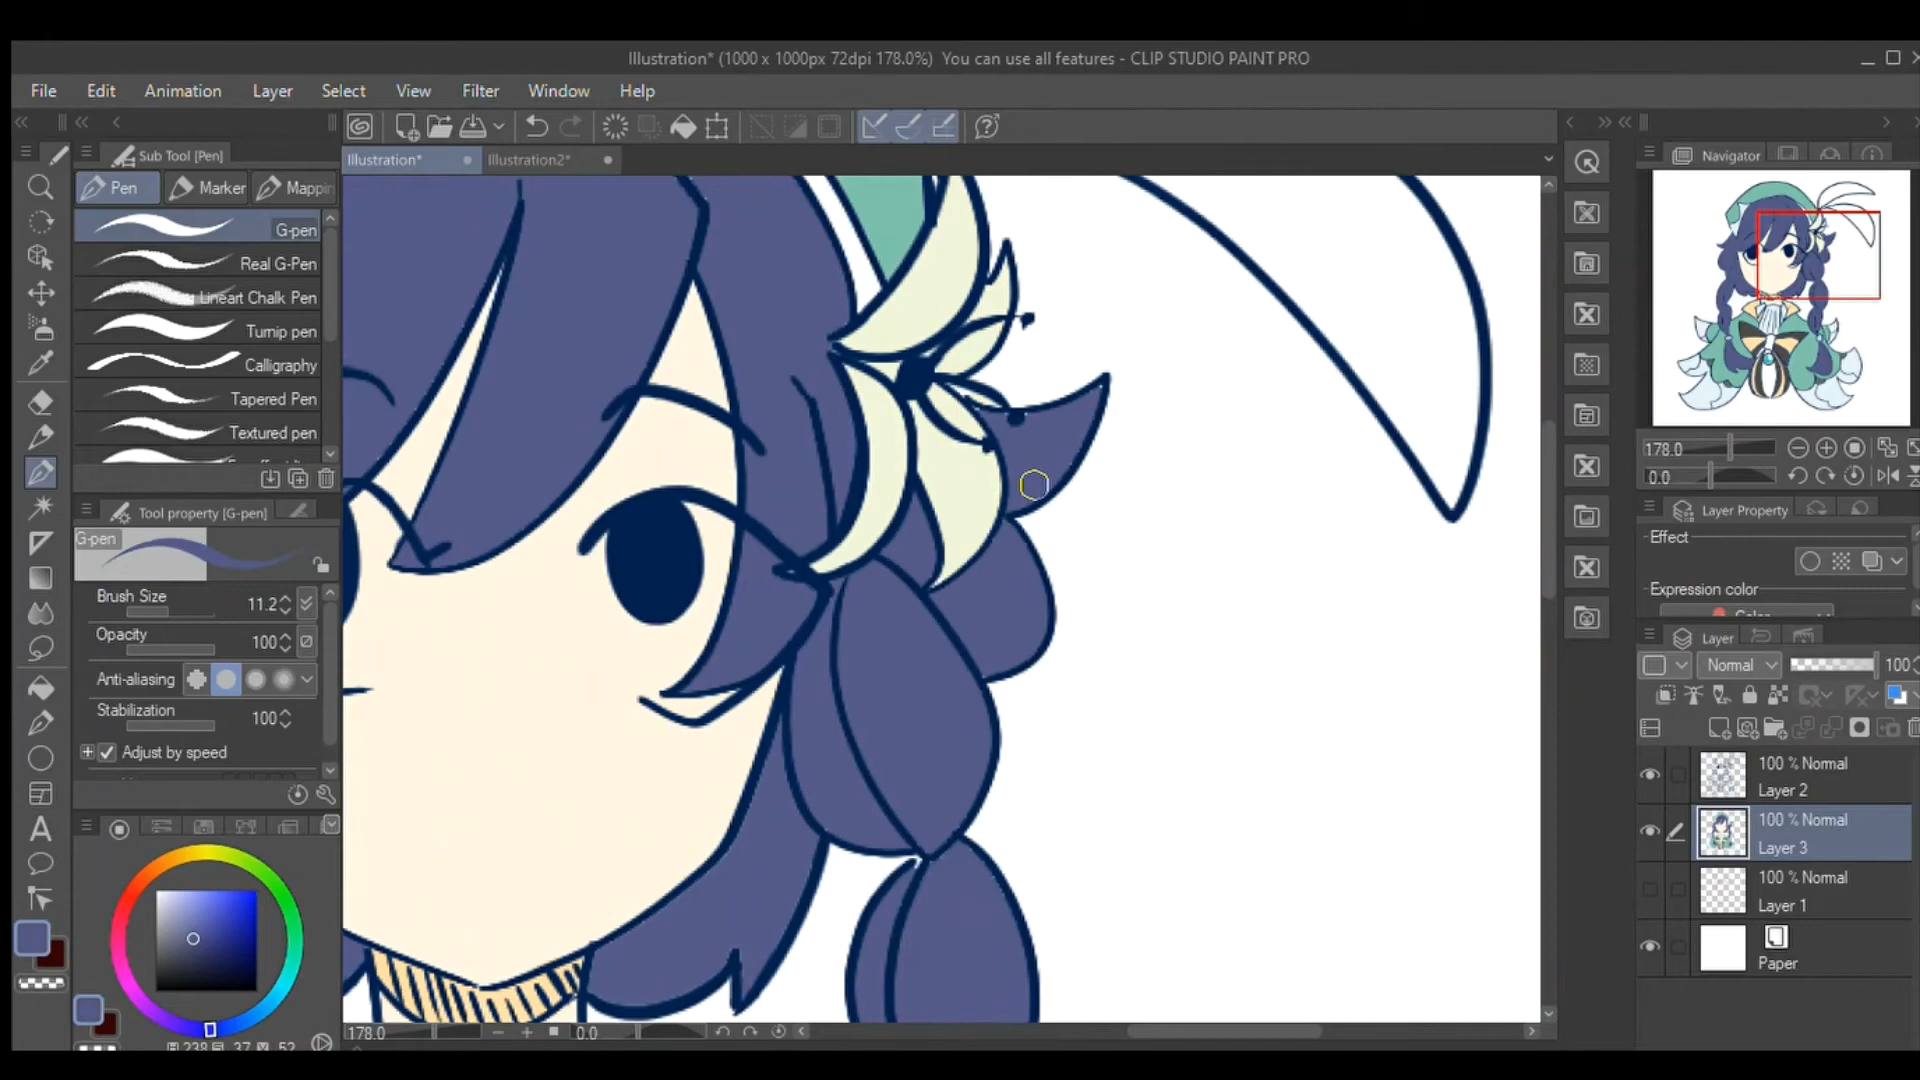 Illustration* (1000 x 1000px 72dpi 178.0%) You can use all features - CLIP STUDIO PAINT PRO
File Edit Animation Layer Select View Filter Window Help
Sub Tool [Pen]
Illustration* Illustration2*
Navigator
Pen Marker Mappin
G-pen
Real G-Pen
Lineart Chalk Pen
Turnip pen
Calligraphy
Tapered Pen
Textured pen
178.0
0.0
Tool property [G-pen]
Layer Property
G-pen
Effect
Expression color
Brush Size 11.2
Opacity 100
Layer
Normal 100
Anti-aliasing
Stabilization 100
Adjust by speed
100 % Normal
Layer 2
100 % Normal
Layer 3
100 % Normal
Layer 1
Paper
178.0 0.0